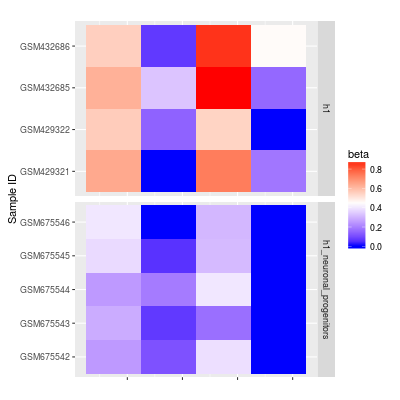 GSM432686
GSM432685
GSM429322
GSM429321
h1
GSM675546
GSM675545
GSM675544
GSM675543
GSM675542
h1_neuronal_progenitors
Sample ID
beta
0.8
0.6
0.4
0.2
0.0